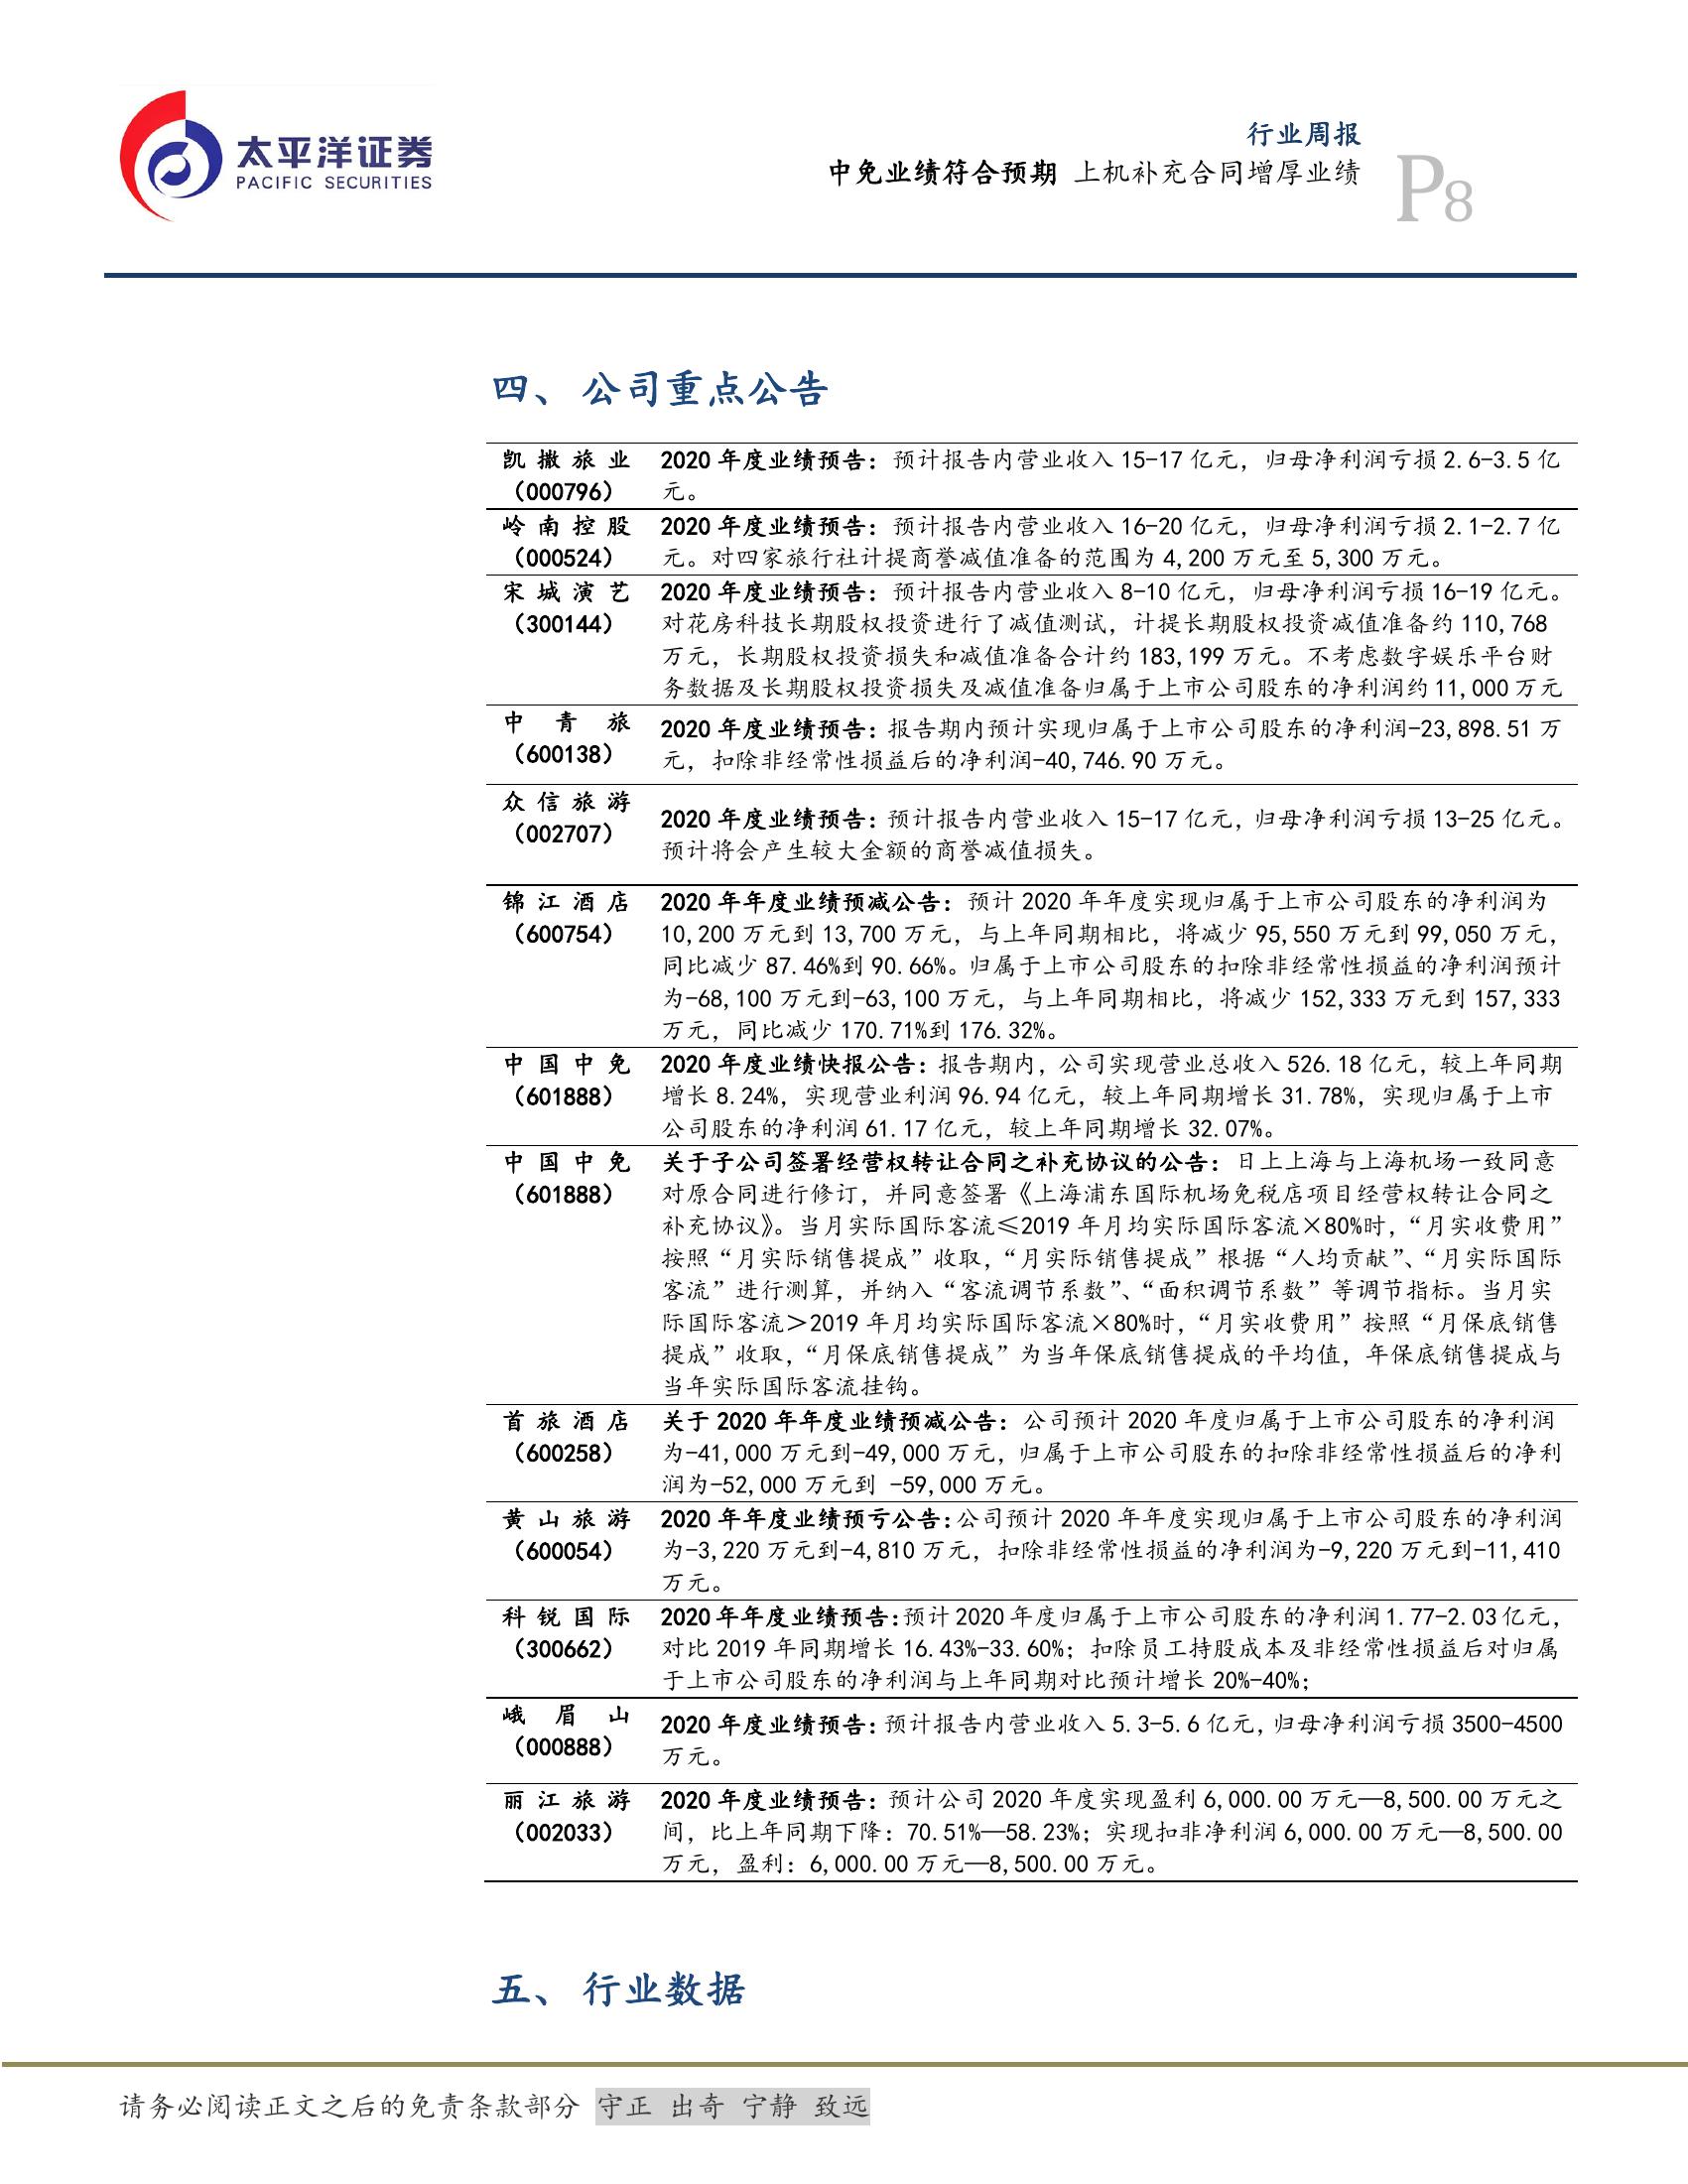 太平洋证券
PACIFIC SECURITIES
行业周报
中免业绩符合预期 上机补充合同增厚业绩
P8
四、 公司重点公告
凯撒旅业
(000796)
2020 年度业绩预告：预计报告内营业收入 15-17 亿元，归母净利润亏损 2.6-3.5 亿
元。
岭南控股
(000524)
2020 年度业绩预告：预计报告内营业收入 16-20 亿元，归母净利润亏损 2.1-2.7 亿
元。对四家旅行社计提商誉减值准备的范围为 4,200 万元至 5,300 万元。
宋城演艺
(300144)
2020 年度业绩预告：预计报告内营业收入 8-10 亿元，归母净利润亏损 16-19 亿元。
对花房科技长期股权投资进行了减值测试，计提长期股权投资减值准备约 110,768
万元，长期股权投资损失和减值准备合计约 183,199 万元。不考虑数字娱乐平台财
务数据及长期股权投资损失及减值准备归属于上市公司股东的净利润约 11,000 万元
中青旅
(600138)
2020 年度业绩预告：报告期内预计实现归属于上市公司股东的净利润-23,898.51 万
元，扣除非经常性损益后的净利润-40,746.90 万元。
众信旅游
(002707)
2020 年度业绩预告：预计报告内营业收入 15-17 亿元，归母净利润亏损 13-25 亿元。
预计将会产生较大金额的商誉减值损失。
锦江酒店
(600754)
2020 年年度业绩预减公告：预计 2020 年年度实现归属于上市公司股东的净利润为
10,200 万元到 13,700 万元，与上年同期相比，将减少 95,550 万元到 99,050 万元，
同比减少 87.46%到 90.66%。归属于上市公司股东的扣除非经常性损益的净利润预计
为-68,100 万元到-63,100 万元，与上年同期相比，将减少 152,333 万元到 157,333
万元，同比减少 170.71%到 176.32%。
中国中免
(601888)
2020 年度业绩快报公告：报告期内，公司实现营业总收入 526.18 亿元，较上年同期
增长 8.24%，实现营业利润 96.94 亿元，较上年同期增长 31.78%，实现归属于上市
公司股东的净利润 61.17 亿元，较上年同期增长 32.07%。
中国中免
(601888)
关于子公司签署经营权转让合同之补充协议的公告：日上上海与上海机场一致同意
对原合同进行修订，并同意签署《上海浦东国际机场免税店项目经营权转让合同之
补充协议》。当月实际国际客流≤2019 年月均实际国际客流×80%时，“月实收费用”
按照“月实际销售提成”收取，“月实际销售提成”根据“人均贡献”、“月实际国际
客流”进行测算，并纳入“客流调节系数”、“面积调节系数”等调节指标。当月实
际国际客流＞2019 年月均实际国际客流×80%时，“月实收费用”按照“月保底销售
提成”收取，“月保底销售提成”为当年保底销售提成的平均值，年保底销售提成与
当年实际国际客流挂钩。
首旅酒店
(600258)
关于 2020 年年度业绩预减公告：公司预计 2020 年度归属于上市公司股东的净利润
为-41,000 万元到-49,000 万元，归属于上市公司股东的扣除非经常性损益后的净利
润为-52,000 万元到 -59,000 万元。
黄山旅游
(600054)
2020 年年度业绩预亏公告：公司预计 2020 年年度实现归属于上市公司股东的净利润
为-3,220 万元到-4,810 万元，扣除非经常性损益的净利润为-9,220 万元到-11,410
万元。
科锐国际
(300662)
2020 年年度业绩预告：预计 2020 年度归属于上市公司股东的净利润 1.77-2.03 亿元，
对比 2019 年同期增长 16.43%-33.60%；扣除员工持股成本及非经常性损益后对归属
于上市公司股东的净利润与上年同期对比预计增长 20%-40%；
峨眉山
(000888)
2020 年度业绩预告：预计报告内营业收入 5.3-5.6 亿元，归母净利润亏损 3500-4500
万元。
丽江旅游
(002033)
2020 年度业绩预告：预计公司 2020 年度实现盈利 6,000.00 万元—8,500.00 万元之
间，比上年同期下降：70.51%—58.23%；实现扣非净利润 6,000.00 万元—8,500.00
万元，盈利：6,000.00 万元—8,500.00 万元。
五、 行业数据
请务必阅读正文之后的免责条款部分 守正 出奇 宁静 致远